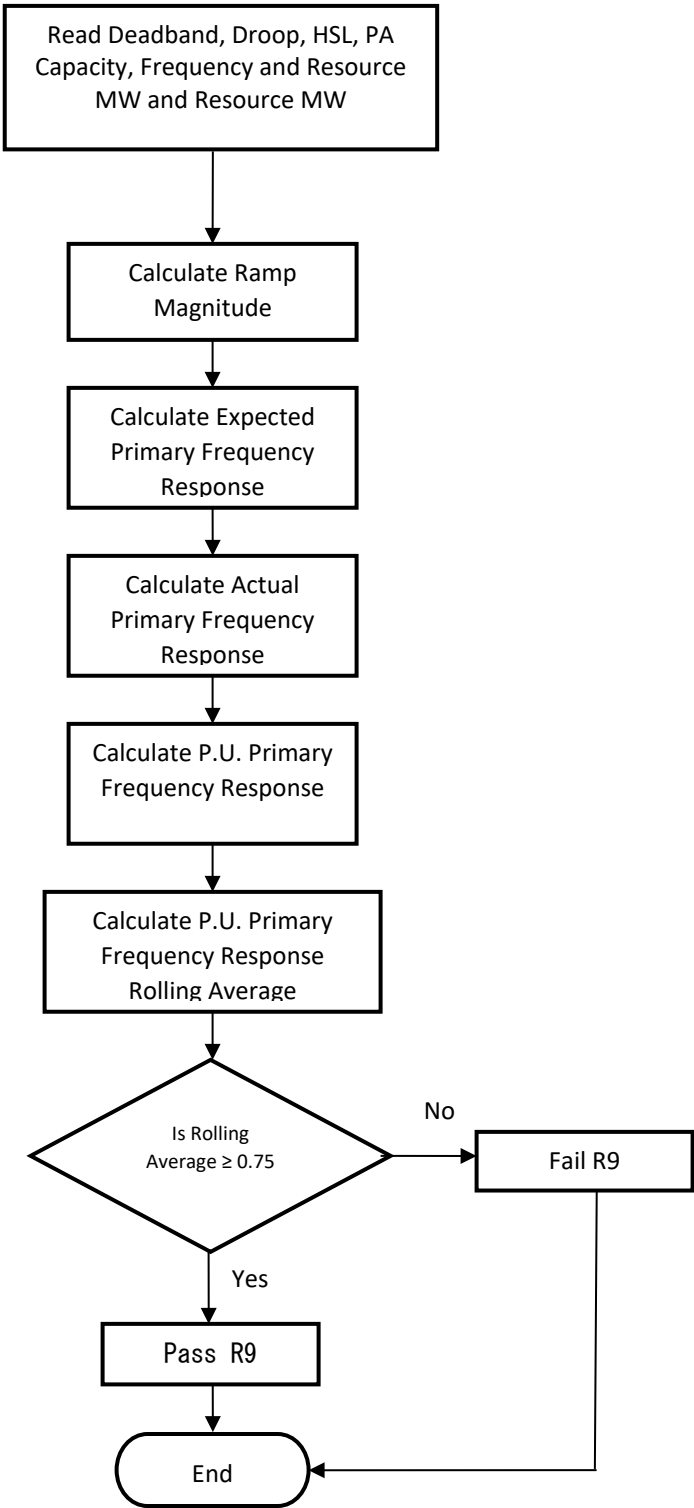 Read Deadband, Droop, HSL, PA
Capacity, Frequency and Resource
MW and Resource MW
Calculate Ramp
Magnitude
Calculate Expected
Primary Frequency
Response
Calculate Actual
Primary Frequency
Response
Calculate P.U. Primary
Frequency Response
Calculate P.U. Primary
Frequency Response
Rolling Average
Is Rolling
Average ≥ 0.75
No
Fail R9
Yes
Pass R9
End